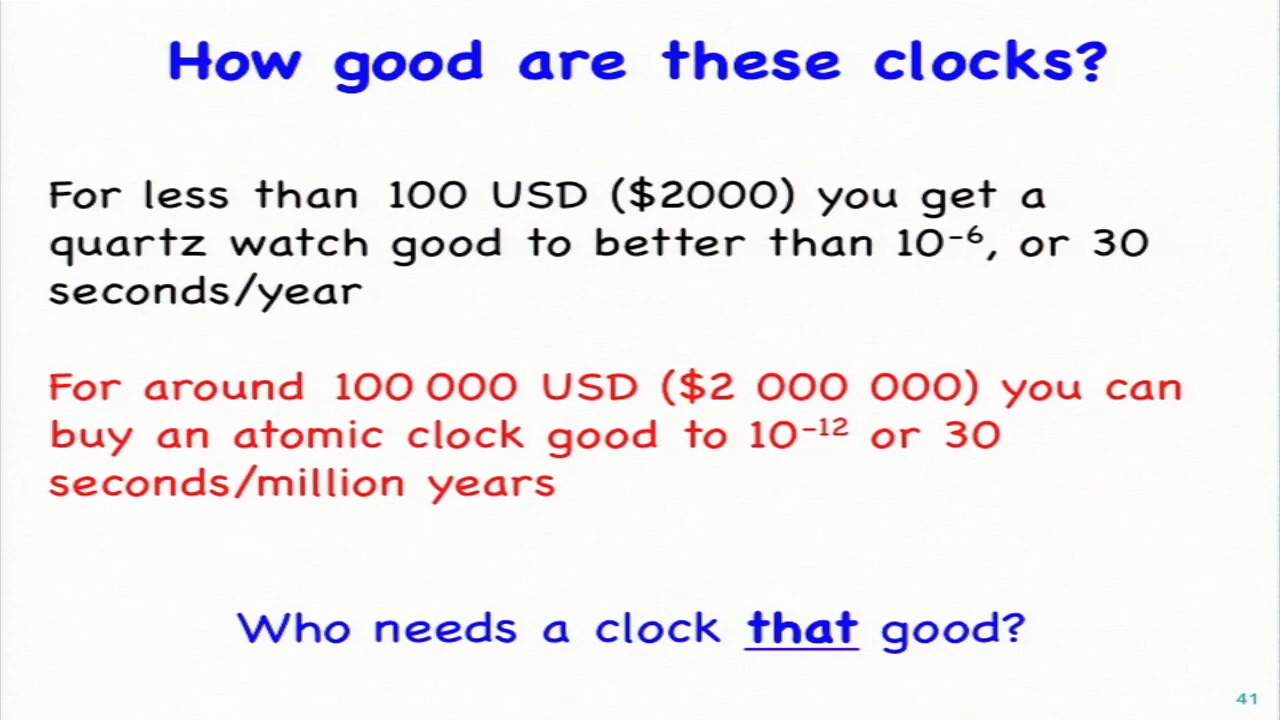 How good are these clocks?
For less than 100 USD ($2000) you get a
quartz watch good to better than 10⁻⁶, or 30
seconds/year
For around 100 000 USD ($2 000 000) you can
buy an atomic clock good to 10⁻¹² or 30
seconds/million years
Who needs a clock that good?
41